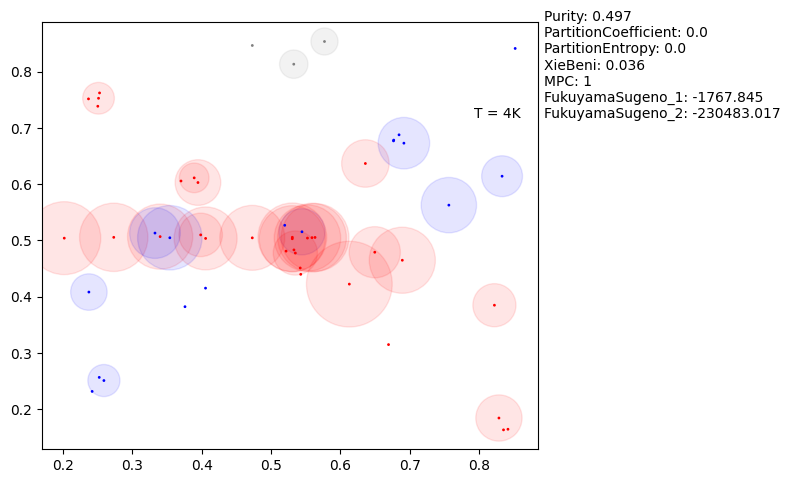 Purity: 0.497
PartitionCoefficient: 0.0
PartitionEntropy: 0.0
XieBeni: 0.036
MPC: 1
FukuyamaSugeno_1: -1767.845
FukuyamaSugeno_2: -230483.017
T = 4K
0.8
0.7
0.6
0.5
0.4
0.3
0.2
0.2 0.3 0.4 0.5 0.6 0.7 0.8